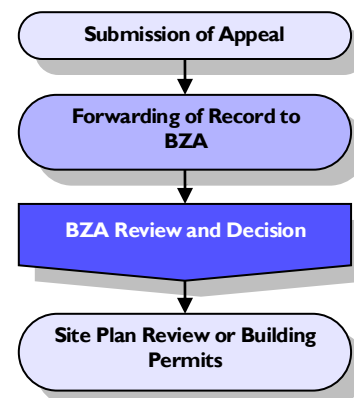 Submission of Appeal
Forwarding of Record to
BZA
BZA Review and Decision
Site Plan Review or Building
Permits